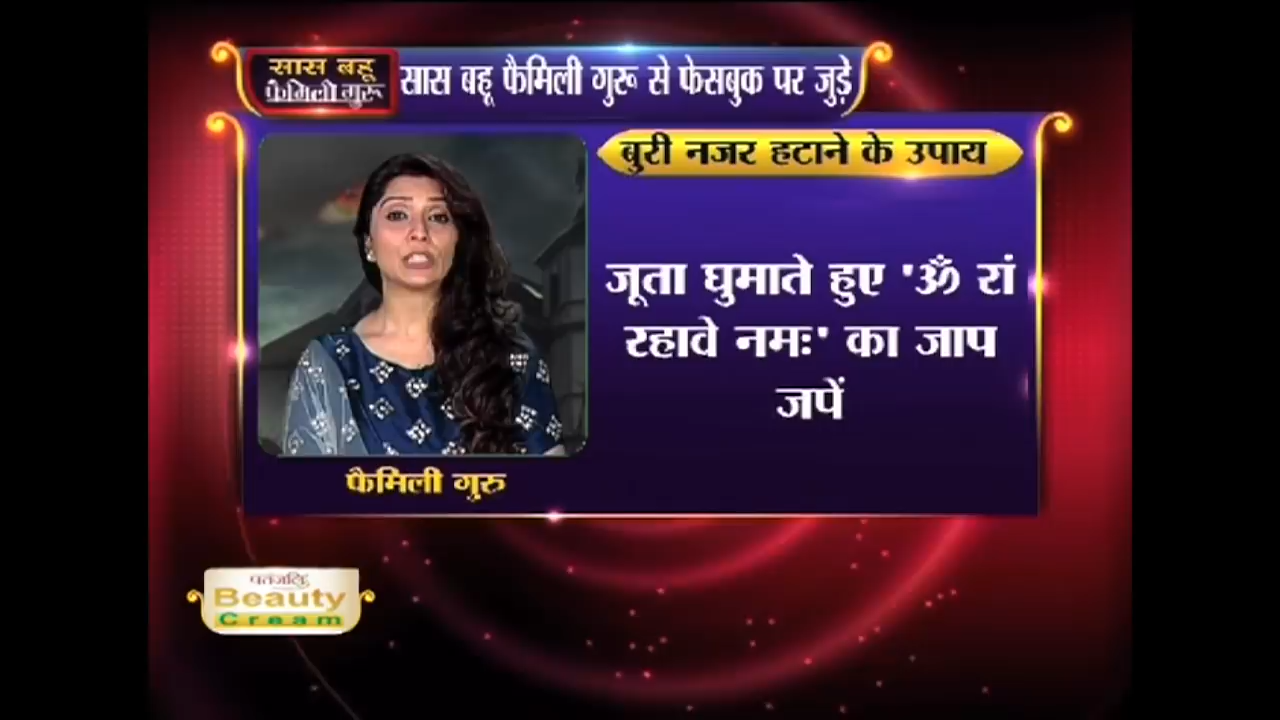 सास बहू
फैमिली गुरू
सास बहू फैमिली गुरू से फेसबुक पर जुड़े
बुरी नजर हटाने के उपाय
जूता घुमाते हुए 'ॐ रां
रहावे नमः' का जाप
जपें
फैमिली गुरु
पतंजलि
Beauty
Cream